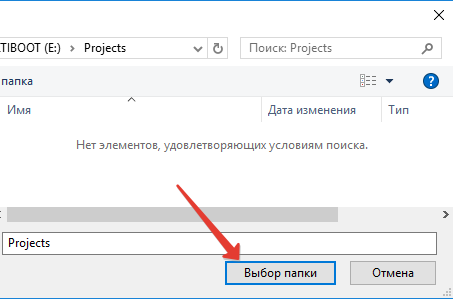 TIBOOT (E:) > Projects
Поиск: Projects
папка
?
Имя
Дата изменения
Тип
Нет элементов, удовлетворяющих условиям поиска.
Projects
Выбор папки
Отмена